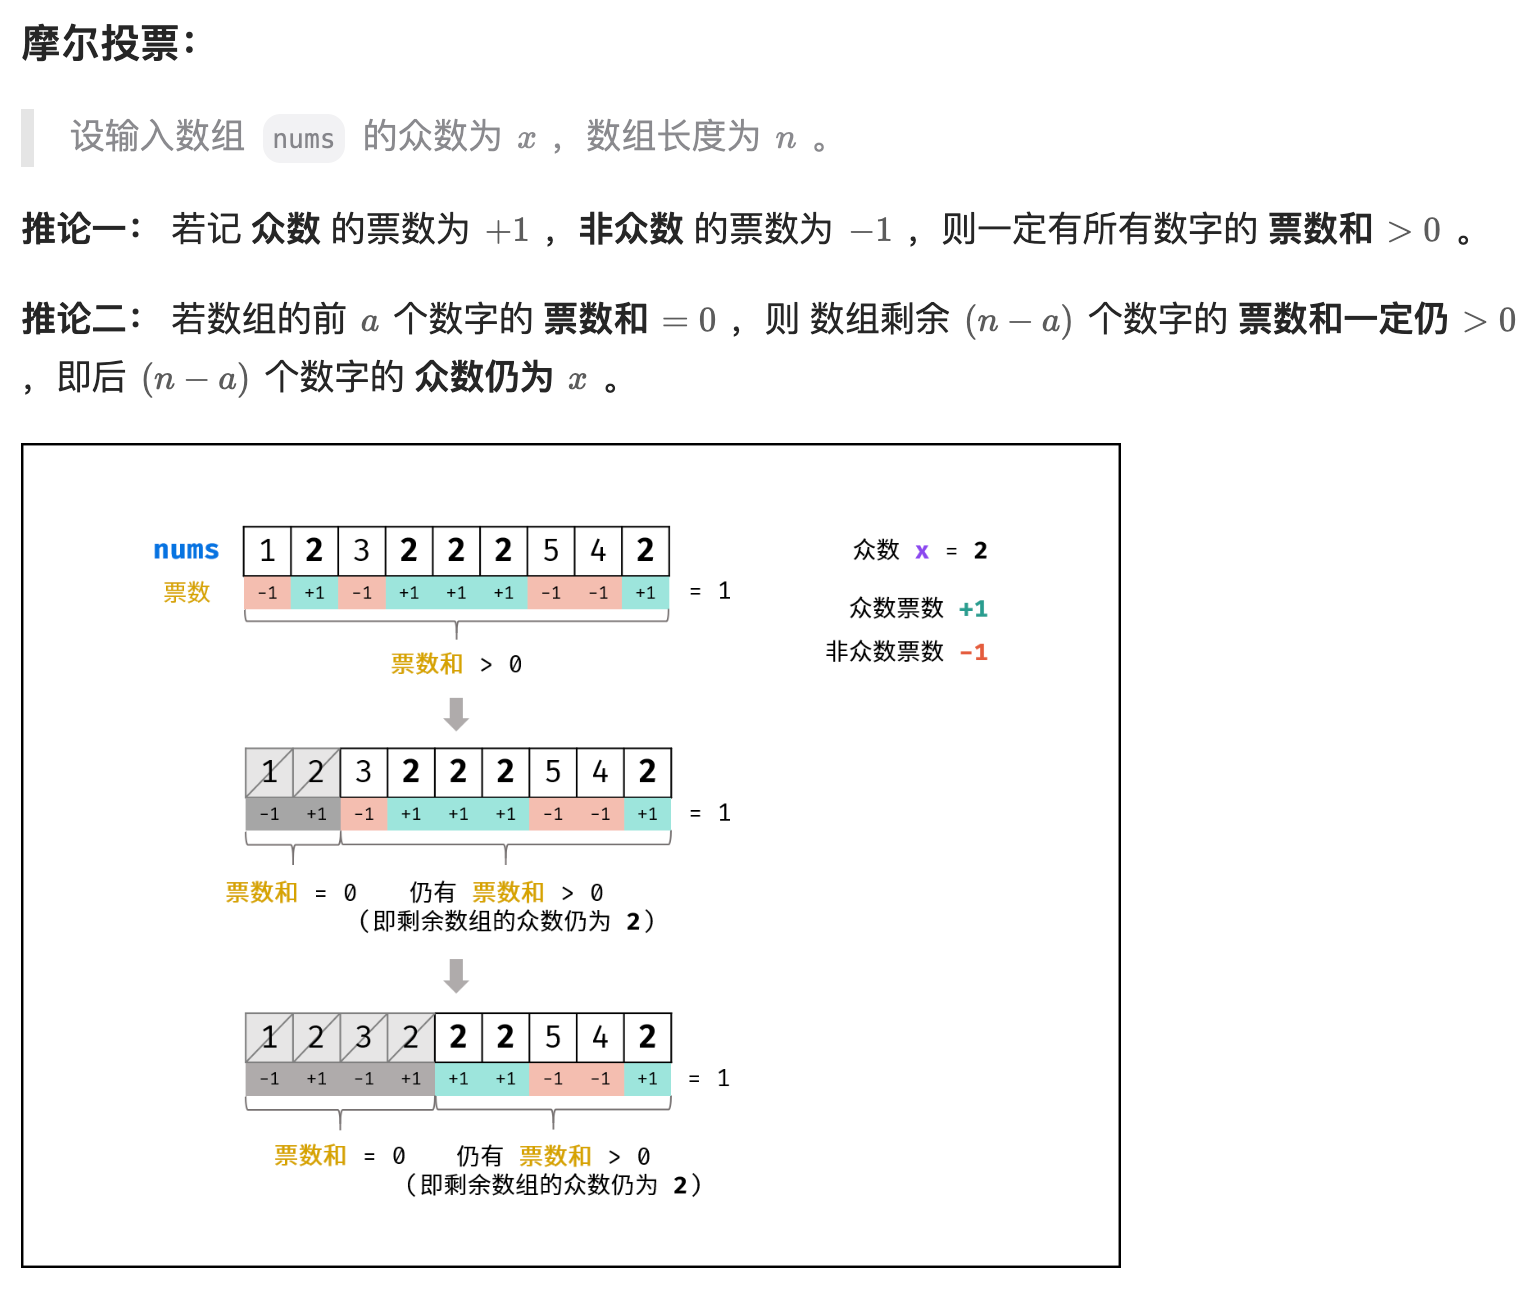 摩尔投票：
设输入数组 nums 的众数为 x ，数组长度为 n 。
推论一： 若记 众数 的票数为 +1 ，非众数 的票数为 −1 ，则一定有所有数字的 票数和 > 0 。
推论二： 若数组的前 a 个数字的 票数和 = 0 ，则 数组剩余 (n − a) 个数字的 票数和一定仍 > 0
，即后 (n − a) 个数字的 众数仍为 x 。
nums 1 2 3 2 2 2 5 4 2
众数 x = 2
票数 -1 +1 -1 +1 +1 +1 -1 -1 +1 = 1
众数票数 +1
非众数票数 -1
票数和 > 0
1 2 3 2 2 2 5 4 2
-1 +1 -1 +1 +1 +1 -1 -1 +1 = 1
票数和 = 0 仍有 票数和 > 0
（即剩余数组的众数仍为 2）
1 2 3 2 2 2 5 4 2
-1 +1 -1 +1 +1 +1 -1 -1 +1 = 1
票数和 = 0 仍有 票数和 > 0
（即剩余数组的众数仍为 2）